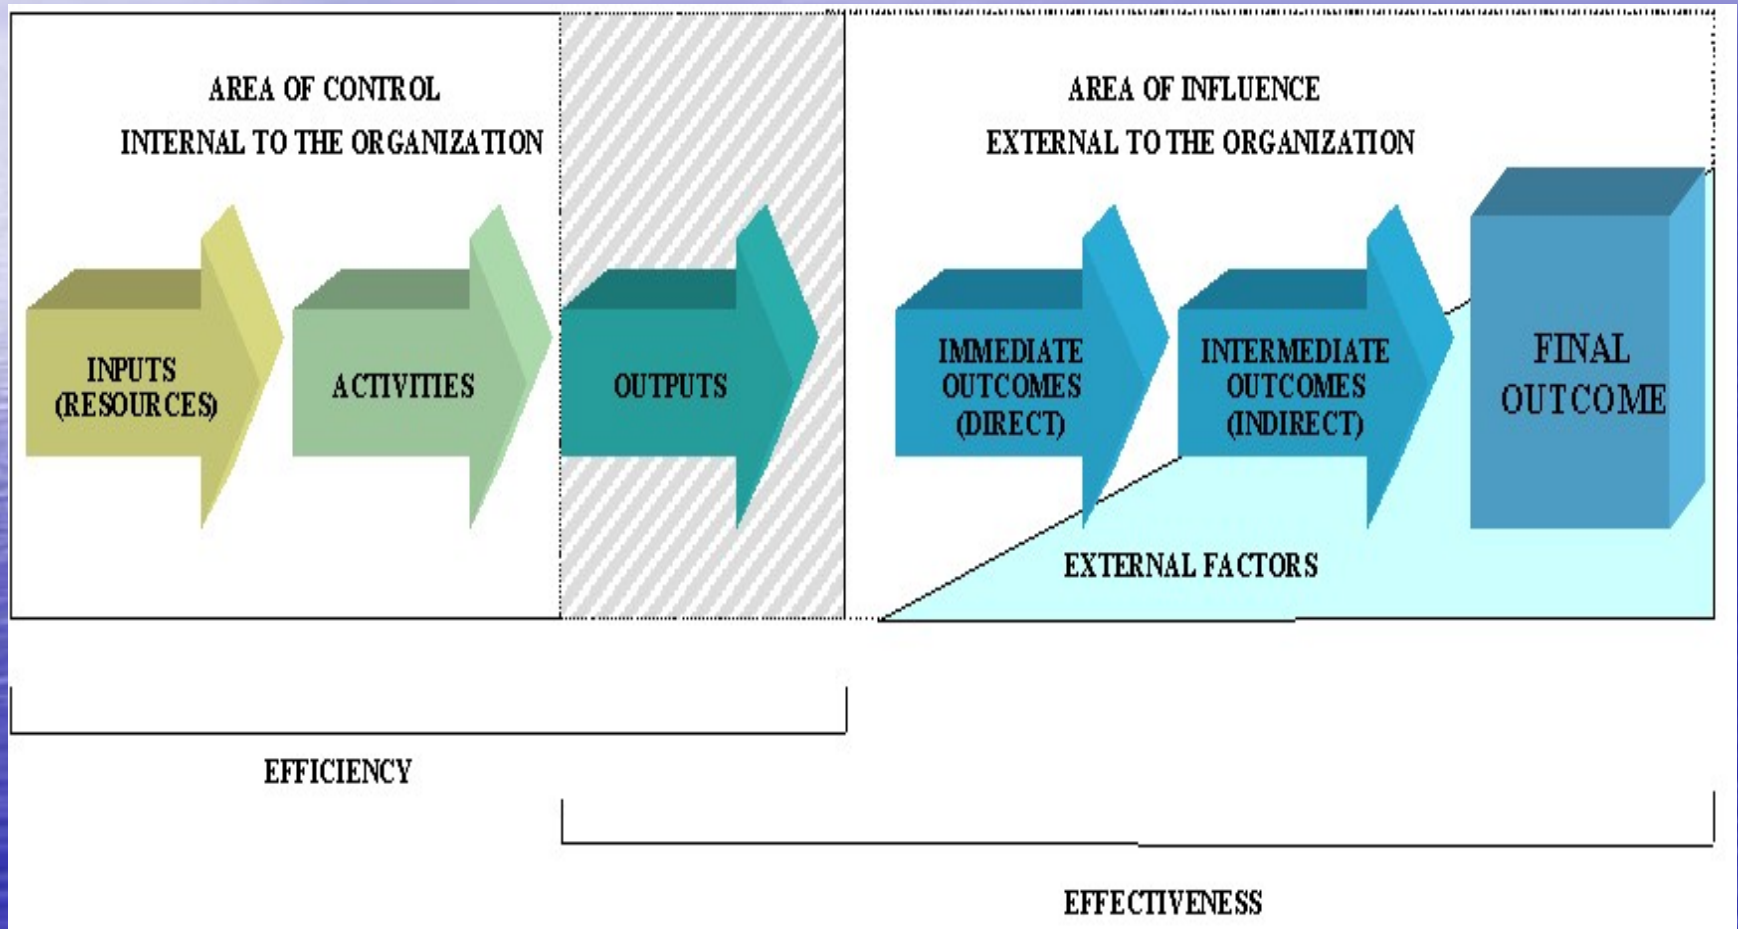 AREA OF CONTROL
INTERNAL TO THE ORGANIZATION
AREA OF INFLUENCE
EXTERNAL TO THE ORGANIZATION
INPUTS
(RESOURCES)
ACTIVITIES
OUTPUTS
IMMEDIATE
OUTCOMES
(DIRECT)
INTERMEDIATE
OUTCOMES
(INDIRECT)
FINAL
OUTCOME
EXTERNAL FACTORS
EFFICIENCY
EFFECTIVENESS